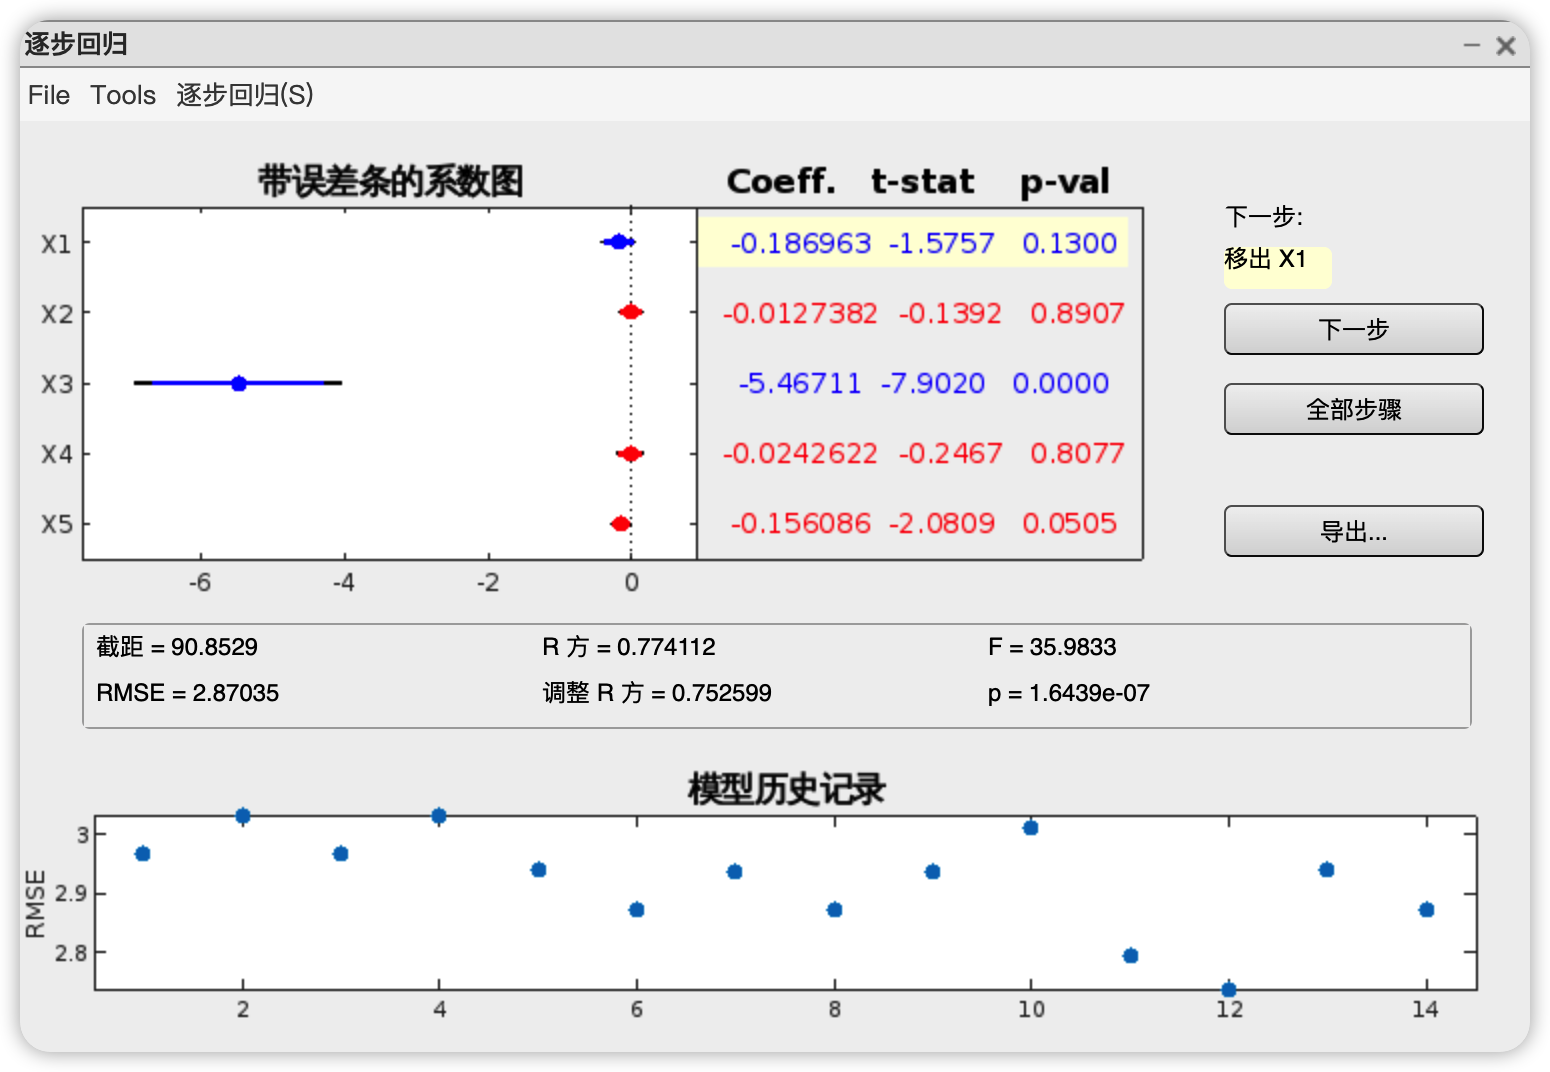 逐步回归
File Tools 逐步回归(S)
带误差条的系数图
Coeff. t-stat p-val
X1 -0.186963 -1.5757 0.1300
X2 -0.0127382 -0.1392 0.8907
X3 -5.46711 -7.9020 0.0000
X4 -0.0242622 -0.2467 0.8077
X5 -0.156086 -2.0809 0.0505
-6 -4 -2 0
下一步:
移出 X1
下一步
全部步骤
导出...
截距 = 90.8529 R 方 = 0.774112 F = 35.9833
RMSE = 2.87035 调整 R 方 = 0.752599 p = 1.6439e-07
模型历史记录
RMSE
3
2.9
2.8
2 4 6 8 10 12 14